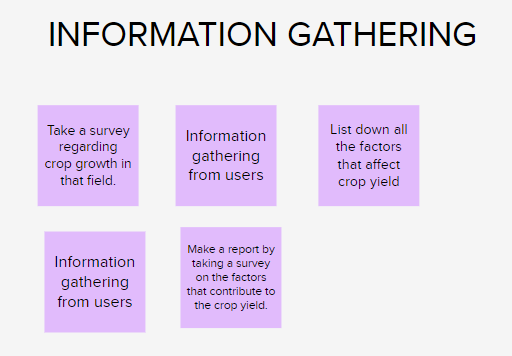 INFORMATION GATHERING
Take a survey
regarding
crop growth in
that field.
Information
gathering
from users
List down all
the factors
that affect
crop yield
Information
gathering
from users
Make a report by
taking a survey
on the factors
that contribute to
the crop yield.